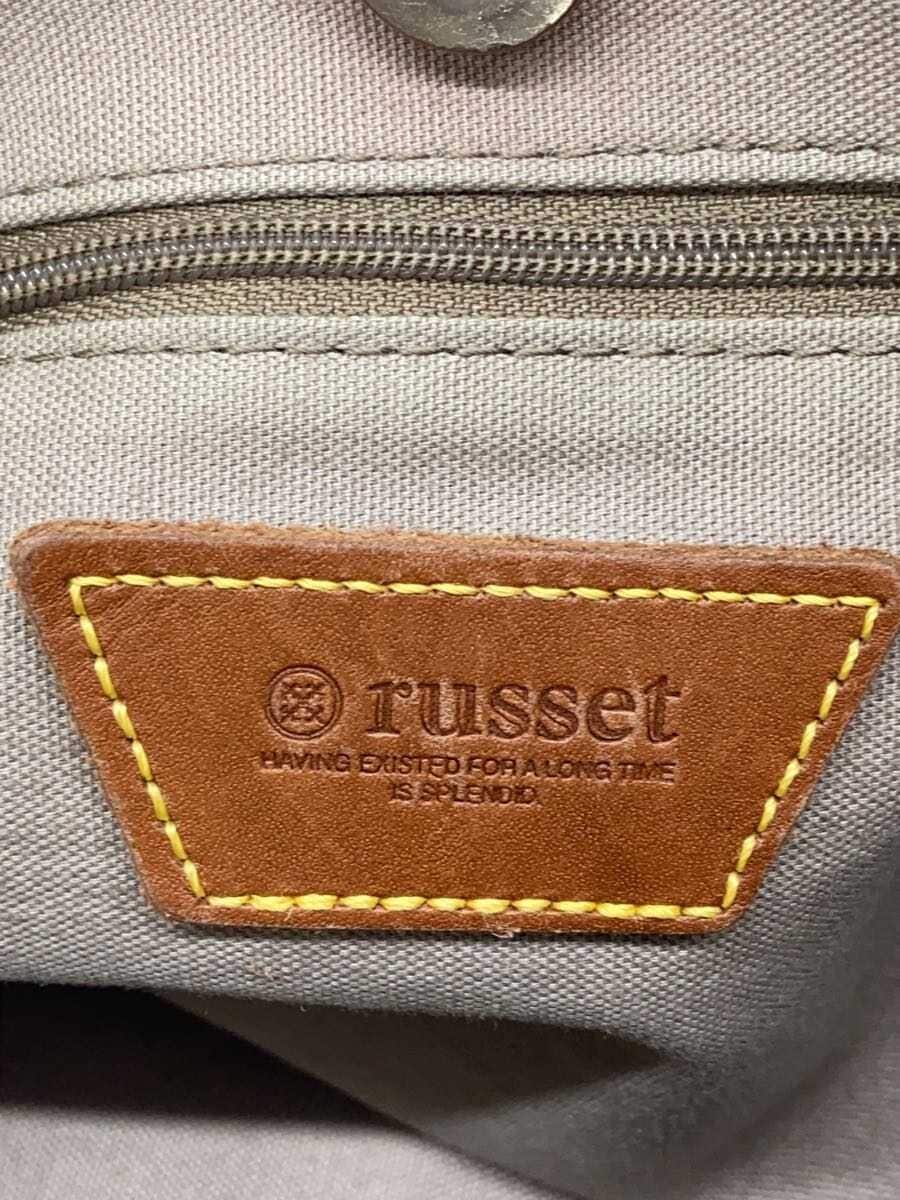 russet
HAVING EXISTED FOR A LONG TIME
IS SPLENDID.